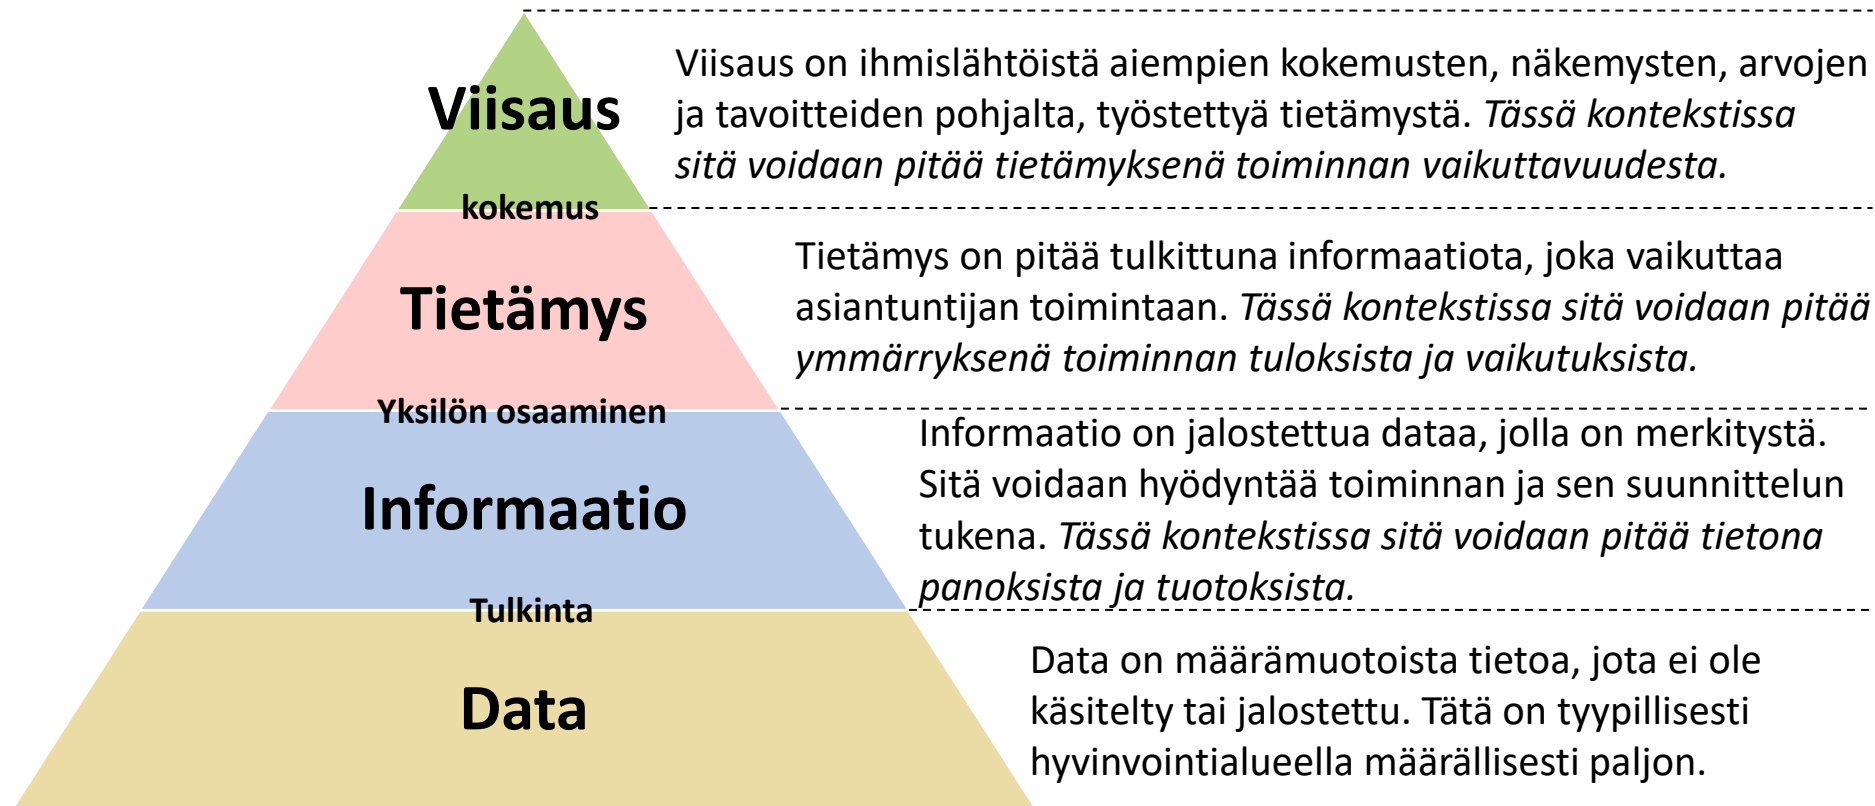 Viisaus
Viisaus on ihmislähtöistä aiempien kokemusten, näkemysten, arvojen
ja tavoitteiden pohjalta, työstettyä tietämystä. Tässä kontekstissa
sitä voidaan pitää tietämyksenä toiminnan vaikuttavuudesta.
kokemus
Tietämys
Tietämys on pitää tulkittuna informaatiota, joka vaikuttaa
asiantuntijan toimintaan. Tässä kontekstissa sitä voidaan pitää
ymmärryksenä toiminnan tuloksista ja vaikutuksista.
Yksilön osaaminen
Informaatio
Informaatio on jalostettua dataa, jolla on merkitystä.
Sitä voidaan hyödyntää toiminnan ja sen suunnittelun
tukena. Tässä kontekstissa sitä voidaan pitää tietona
panoksista ja tuotoksista.
Tulkinta
Data
Data on määrämuotoista tietoa, jota ei ole
käsitelty tai jalostettu. Tätä on tyypillisesti
hyvinvointialueella määrällisesti paljon.